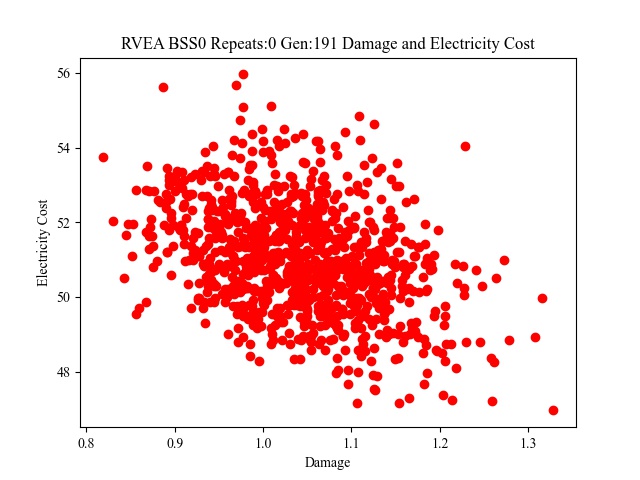 RVEA BSS0 Repeats:0 Gen:191 Damage and Electricity Cost
56
54
52
50
48
Electricity Cost
0.8 0.9 1.0 1.1 1.2 1.3
Damage